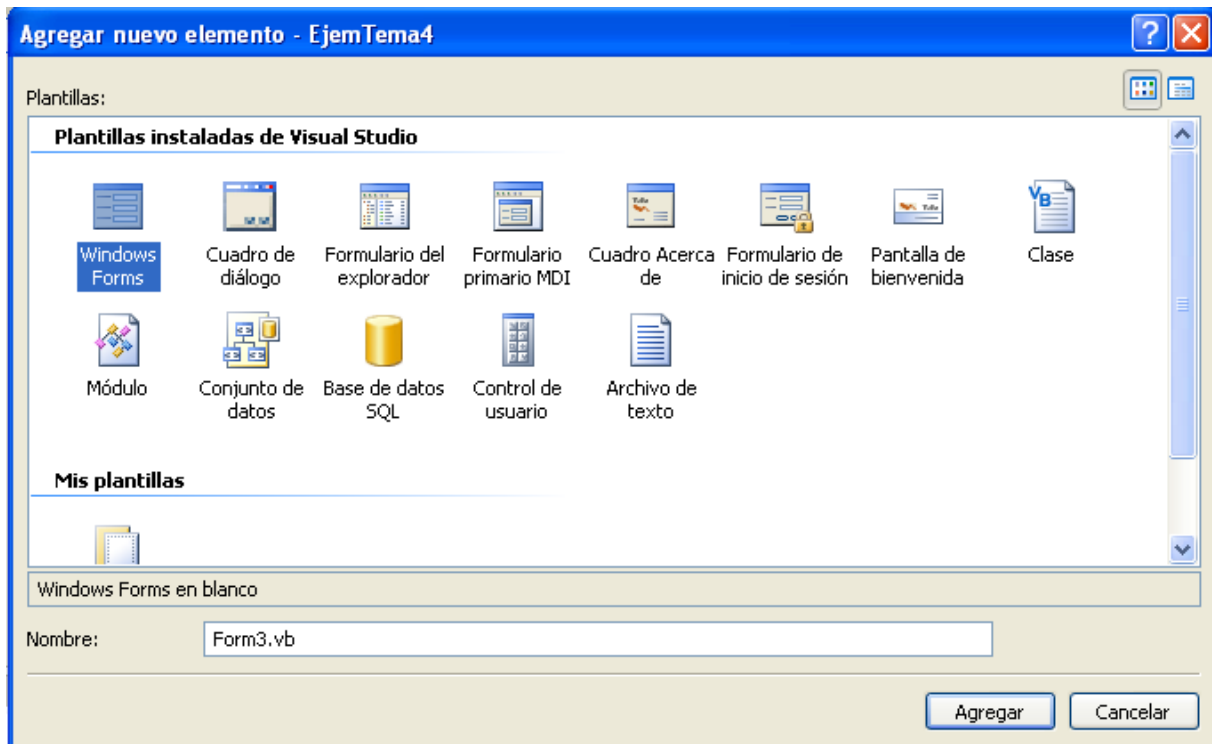 Agregar nuevo elemento - EjemTema4
Plantillas:
Plantillas instaladas de Visual Studio
Windows Forms
Cuadro de diálogo
Formulario del explorador
Formulario primario MDI
Cuadro Acerca de
Formulario de inicio de sesión
Pantalla de bienvenida
Clase
Módulo
Conjunto de datos
Base de datos SQL
Control de usuario
Archivo de texto
Mis plantillas
Windows Forms en blanco
Nombre:
Form3.vb
Agregar
Cancelar